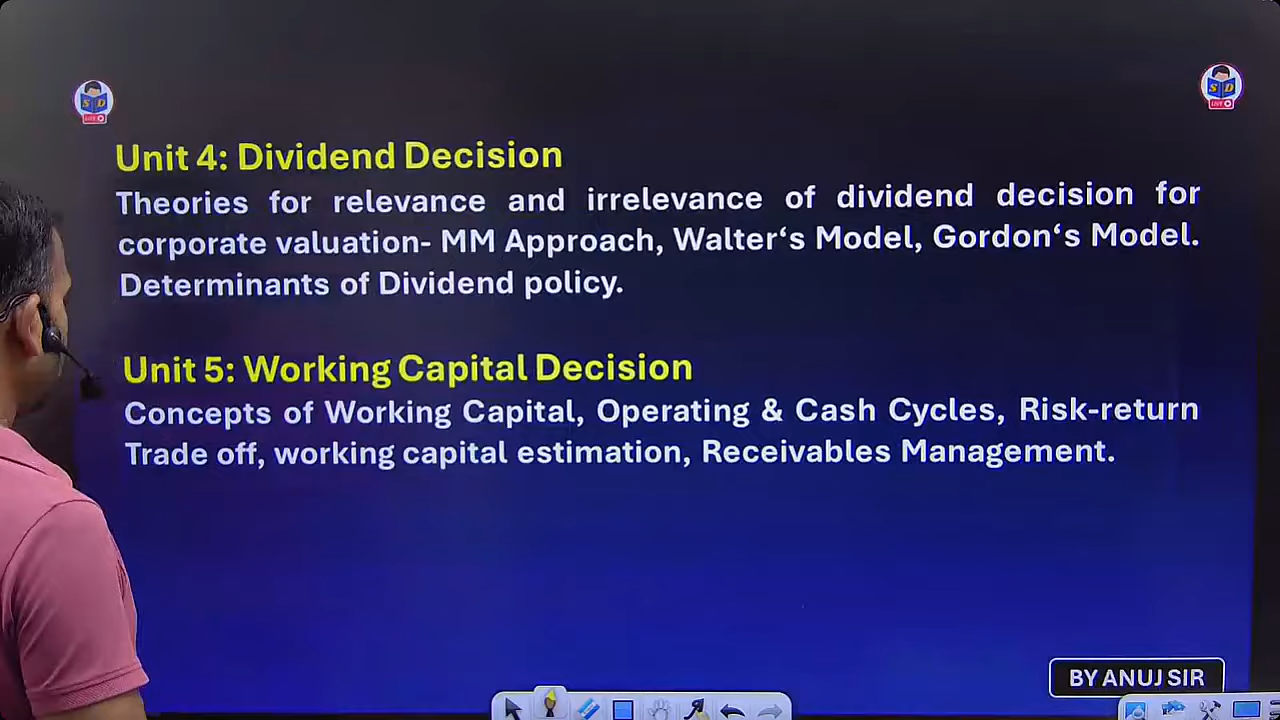 S D
LIVE
S D
LIVE
Unit 4: Dividend Decision
Theories for relevance and irrelevance of dividend decision for
corporate valuation- MM Approach, Walter‘s Model, Gordon‘s Model.
Determinants of Dividend policy.
Unit 5: Working Capital Decision
Concepts of Working Capital, Operating & Cash Cycles, Risk-return
Trade off, working capital estimation, Receivables Management.
BY ANUJ SIR